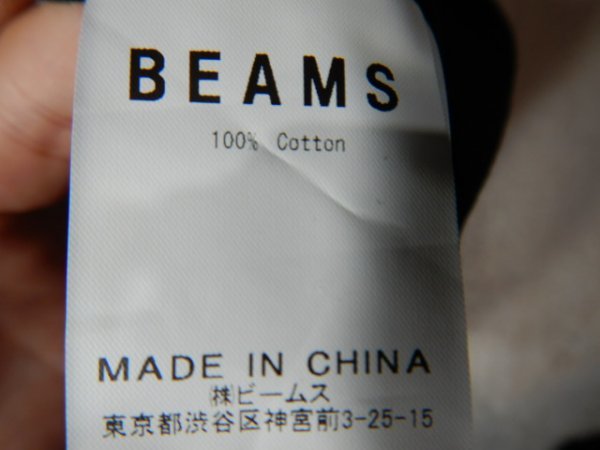 BEAMS
100% Cotton
MADE IN CHINA
㈱ビームス
東京都渋谷区神宮前3-25-15